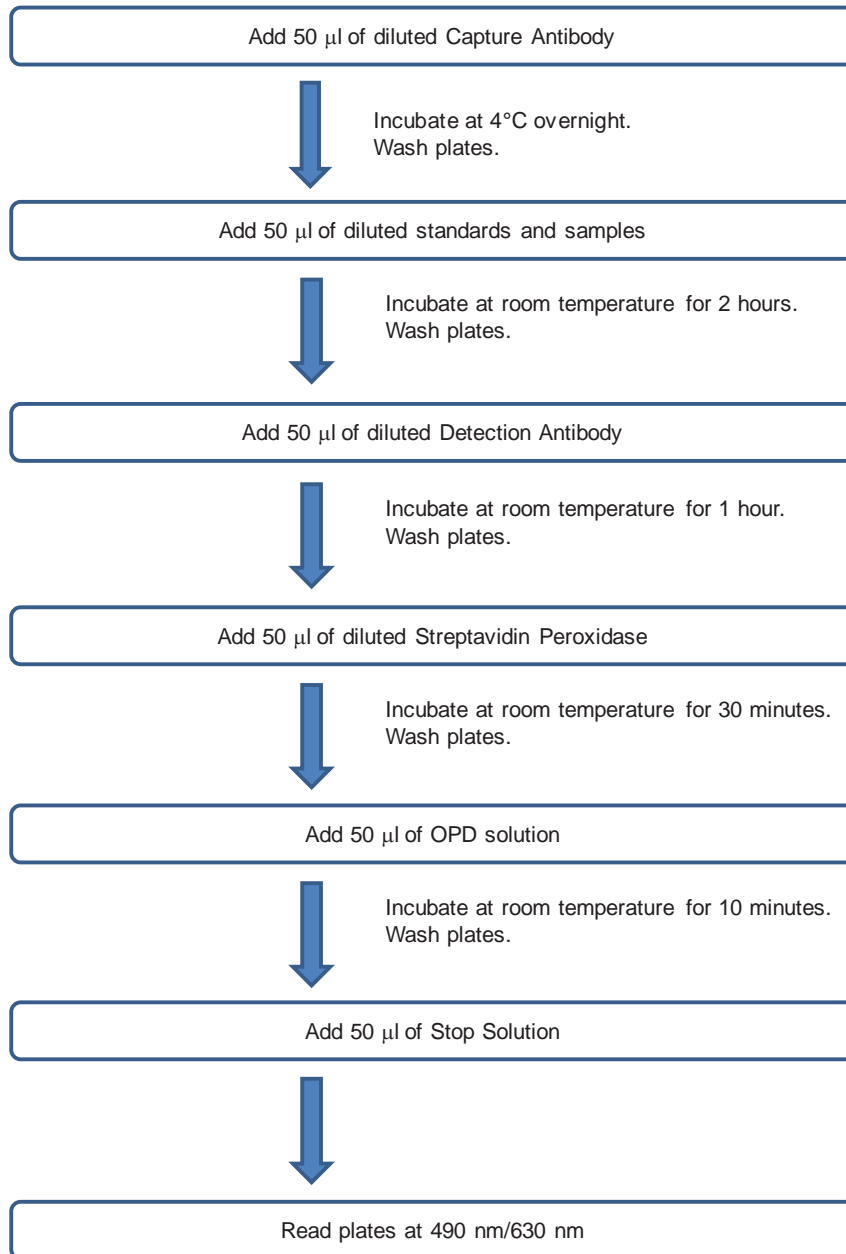 Add 50 μl of diluted Capture Antibody
Incubate at 4°C overnight.
Wash plates.
Add 50 μl of diluted standards and samples
Incubate at room temperature for 2 hours.
Wash plates.
Add 50 μl of diluted Detection Antibody
Incubate at room temperature for 1 hour.
Wash plates.
Add 50 μl of diluted Streptavidin Peroxidase
Incubate at room temperature for 30 minutes.
Wash plates.
Add 50 μl of OPD solution
Incubate at room temperature for 10 minutes.
Wash plates.
Add 50 μl of Stop Solution
Read plates at 490 nm/630 nm